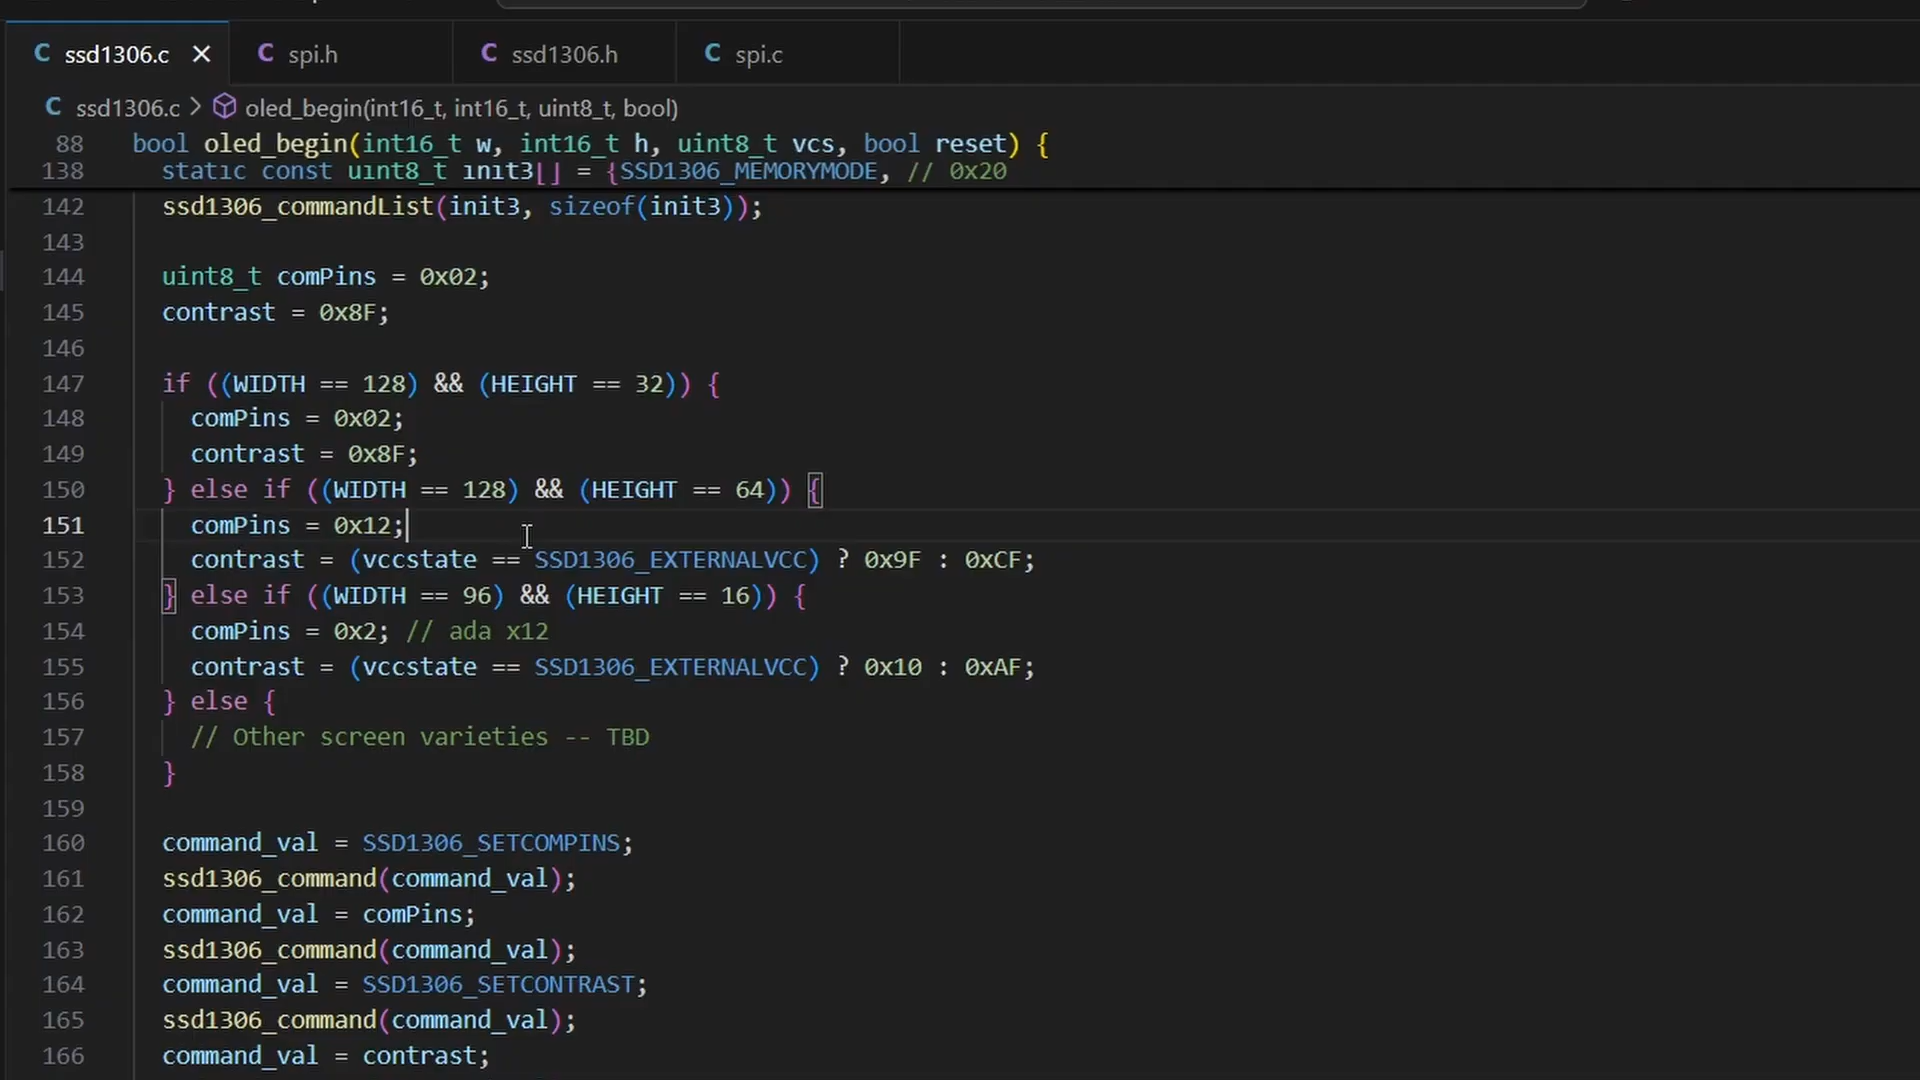 C ssd1306.c × C spi.h C ssd1306.h C spi.c
C ssd1306.c > oled_begin(int16_t, int16_t, uint8_t, bool)
88 bool oled_begin(int16_t w, int16_t h, uint8_t vcs, bool reset) {
138 static const uint8_t init3[] = {SSD1306_MEMORYMODE, // 0x20
142 ssd1306_commandList(init3, sizeof(init3));
143
144 uint8_t comPins = 0x02;
145 contrast = 0x8F;
146
147 if ((WIDTH == 128) && (HEIGHT == 32)) {
148 comPins = 0x02;
149 contrast = 0x8F;
150 } else if ((WIDTH == 128) && (HEIGHT == 64)) {
151 comPins = 0x12;
152 contrast = (vccstate == SSD1306_EXTERNALVCC) ? 0x9F : 0xCF;
153 } else if ((WIDTH == 96) && (HEIGHT == 16)) {
154 comPins = 0x2; // ada x12
155 contrast = (vccstate == SSD1306_EXTERNALVCC) ? 0x10 : 0xAF;
156 } else {
157 // Other screen varieties -- TBD
158 }
159
160 command_val = SSD1306_SETCOMPINS;
161 ssd1306_command(command_val);
162 command_val = comPins;
163 ssd1306_command(command_val);
164 command_val = SSD1306_SETCONTRAST;
165 ssd1306_command(command_val);
166 command_val = contrast;